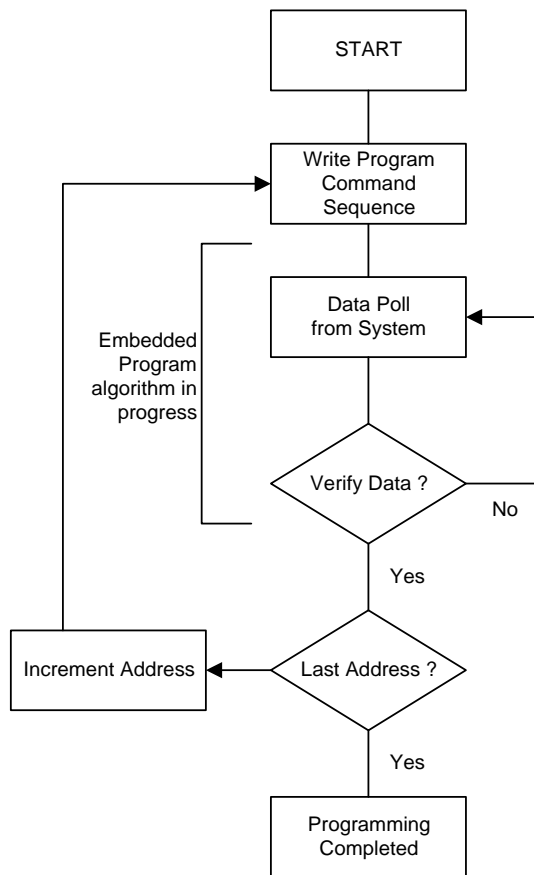 START
Write Program
Command
Sequence
Data Poll
from System
Embedded
Program
algorithm in
progress
Verify Data ?
No
Yes
Increment Address
Last Address ?
Yes
Programming
Completed